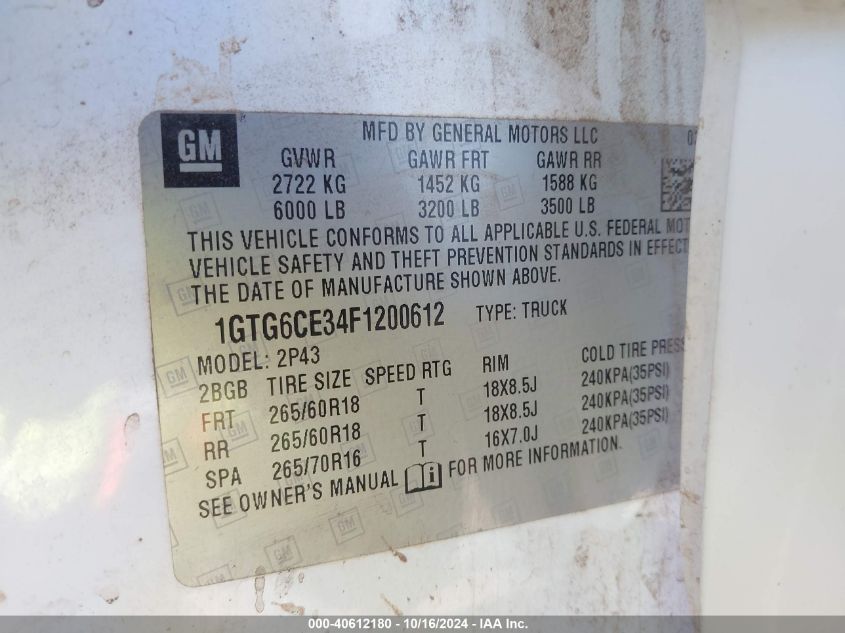 GM
MFD BY GENERAL MOTORS LLC
GVWR GAWR FRT GAWR RR
2722 KG 1452 KG 1588 KG
6000 LB 3200 LB 3500 LB
THIS VEHICLE CONFORMS TO ALL APPLICABLE U.S. FEDERAL MOT
VEHICLE SAFETY AND THEFT PREVENTION STANDARDS IN EFFECT
THE DATE OF MANUFACTURE SHOWN ABOVE.
1GTG6CE34F1200612 TYPE: TRUCK
MODEL: 2P43
2BGB TIRE SIZE SPEED RTG RIM COLD TIRE PRESS
FRT 265/60R18 T 18X8.5J 240KPA(35PSI)
RR 265/60R18 T 18X8.5J 240KPA(35PSI)
SPA 265/70R16 T 16X7.0J 240KPA(35PSI)
SEE OWNER'S MANUAL FOR MORE INFORMATION.
000-40612180 - 10/16/2024 - IAA Inc.